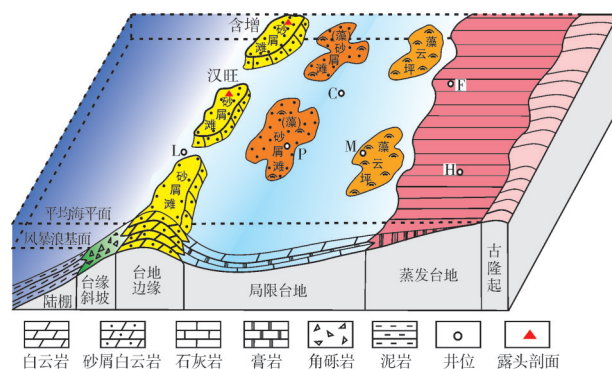 含增
藻
砂
屑
滩
藻
云
坪
汉旺
砂
屑
滩
C
F
L
(藻)
砂
屑
滩
P
M
藻
云
坪
H
砂
屑
滩
平均海平面
风暴浪基面
陆棚
台缘
斜坡
台地
边缘
局限台地
蒸发台地
古
隆
起
白云岩
砂屑白云岩
石灰岩
膏岩
角砾岩
泥岩
井位
露头剖面